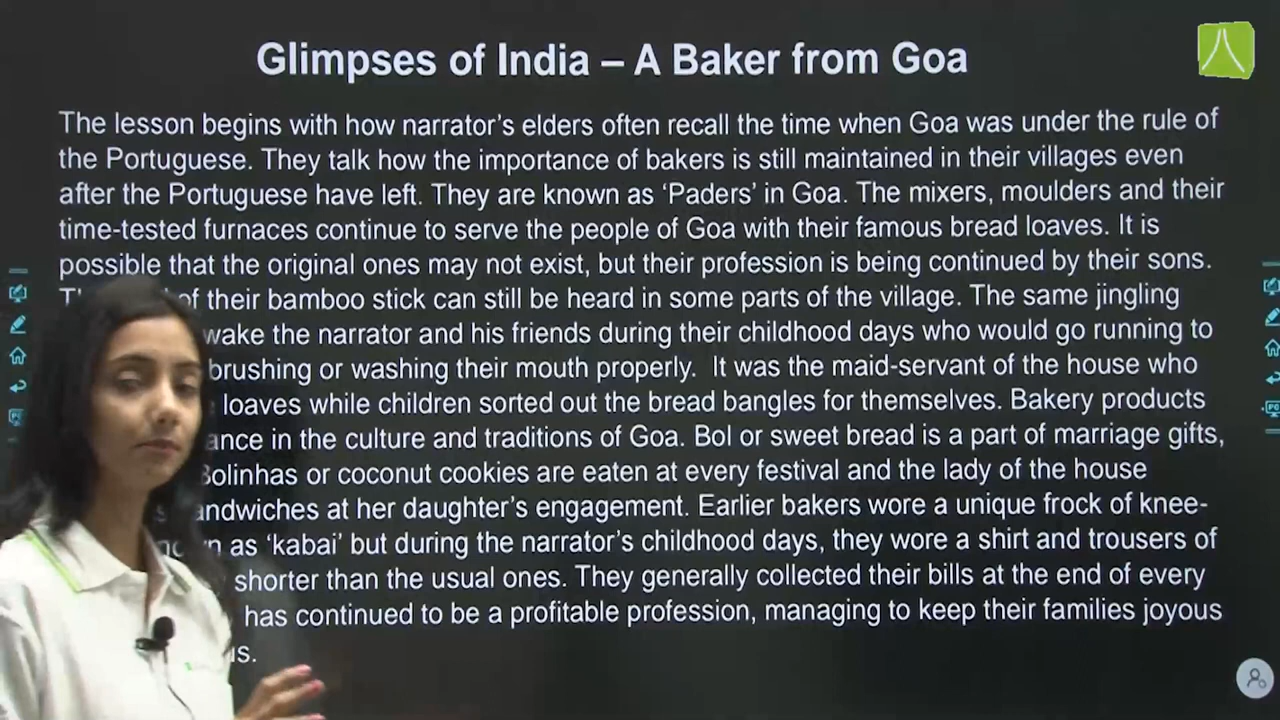 Glimpses of India – A Baker from Goa
The lesson begins with how narrator's elders often recall the time when Goa was under the rule of
the Portuguese. They talk how the importance of bakers is still maintained in their villages even
after the Portuguese have left. They are known as ‘Paders’ in Goa. The mixers, moulders and their
time-tested furnaces continue to serve the people of Goa with their famous bread loaves. It is
possible that the original ones may not exist, but their profession is being continued by their sons.
of their bamboo stick can still be heard in some parts of the village. The same jingling
wake the narrator and his friends during their childhood days who would go running to
brushing or washing their mouth properly. It was the maid-servant of the house who
loaves while children sorted out the bread bangles for themselves. Bakery products
in the culture and traditions of Goa. Bol or sweet bread is a part of marriage gifts,
Bolinhas or coconut cookies are eaten at every festival and the lady of the house
sandwiches at her daughter's engagement. Earlier bakers wore a unique frock of knee-
as ‘kabai’ but during the narrator's childhood days, they wore a shirt and trousers of
shorter than the usual ones. They generally collected their bills at the end of every
has continued to be a profitable profession, managing to keep their families joyous